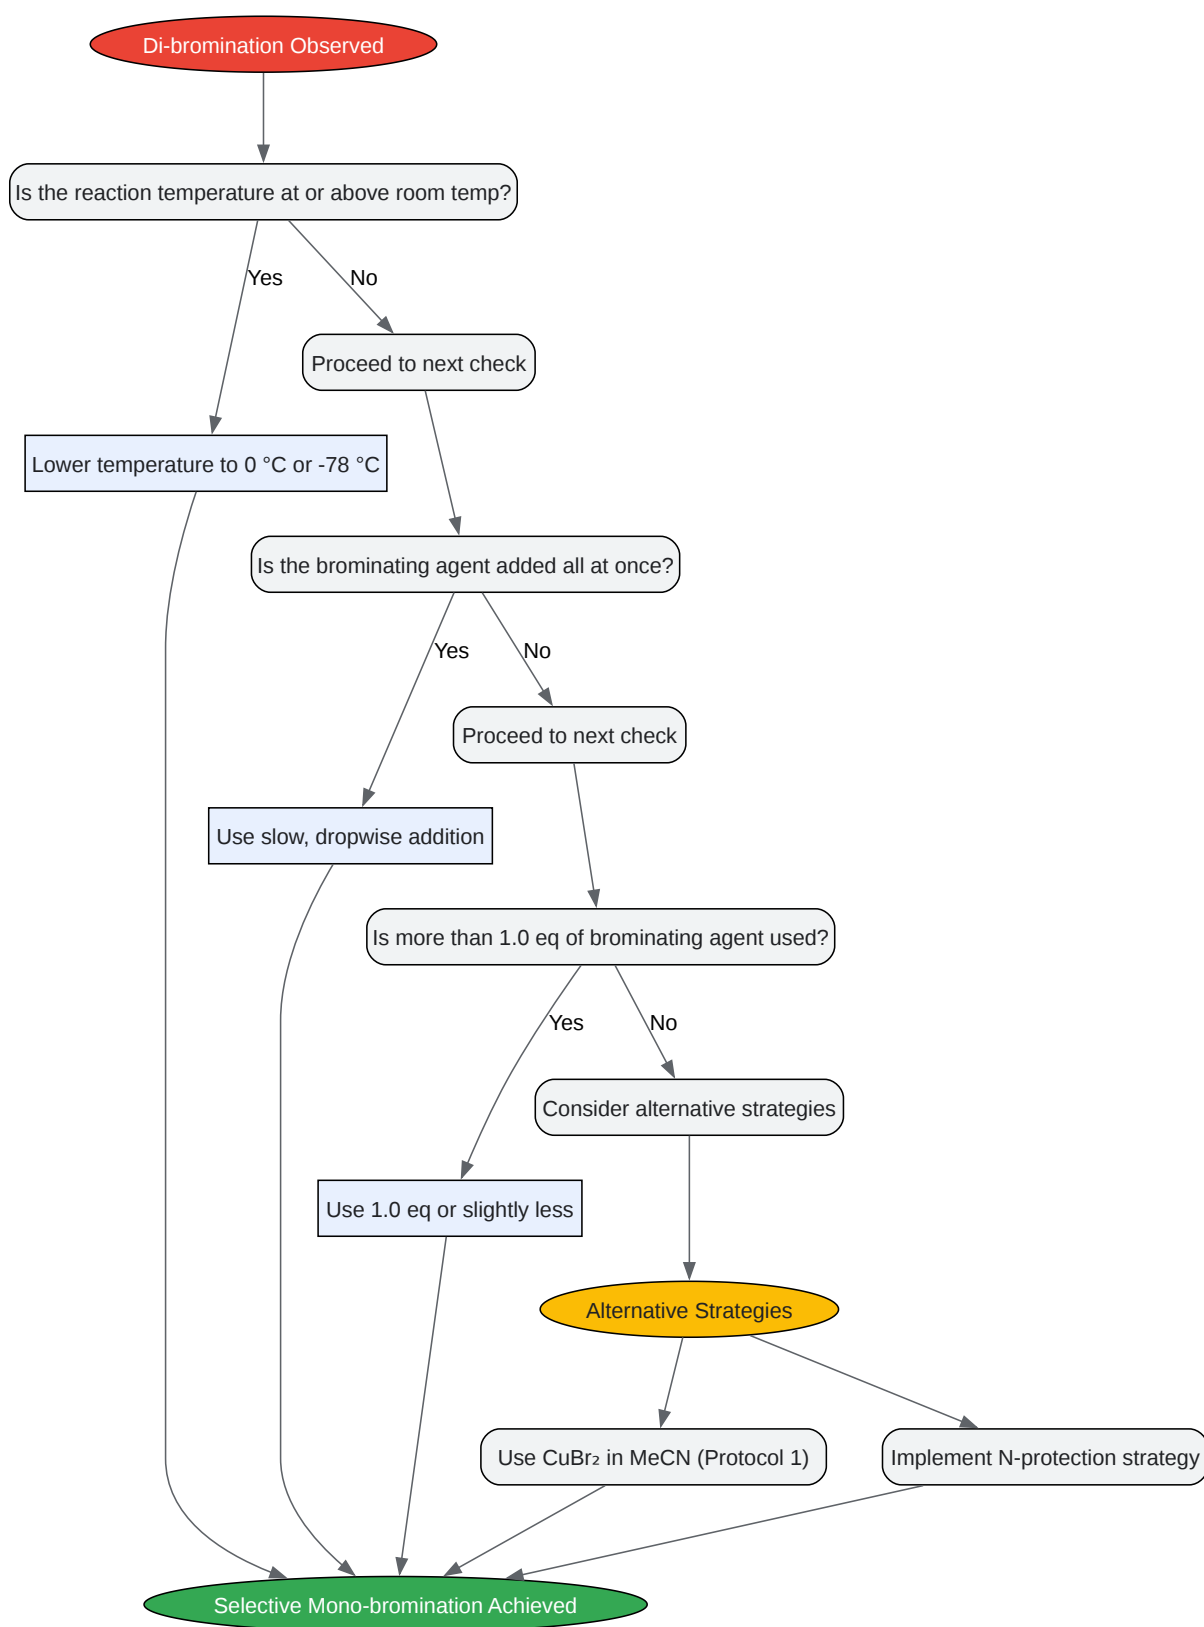 Di-bromination Observed
Is the reaction temperature at or above room temp?
Yes
No
Proceed to next check
Lower temperature to 0 °C or -78 °C
Is the brominating agent added all at once?
Yes
No
Proceed to next check
Use slow, dropwise addition
Is more than 1.0 eq of brominating agent used?
Yes
No
Consider alternative strategies
Use 1.0 eq or slightly less
Alternative Strategies
Use CuBr₂ in MeCN (Protocol 1)
Implement N-protection strategy
Selective Mono-bromination Achieved